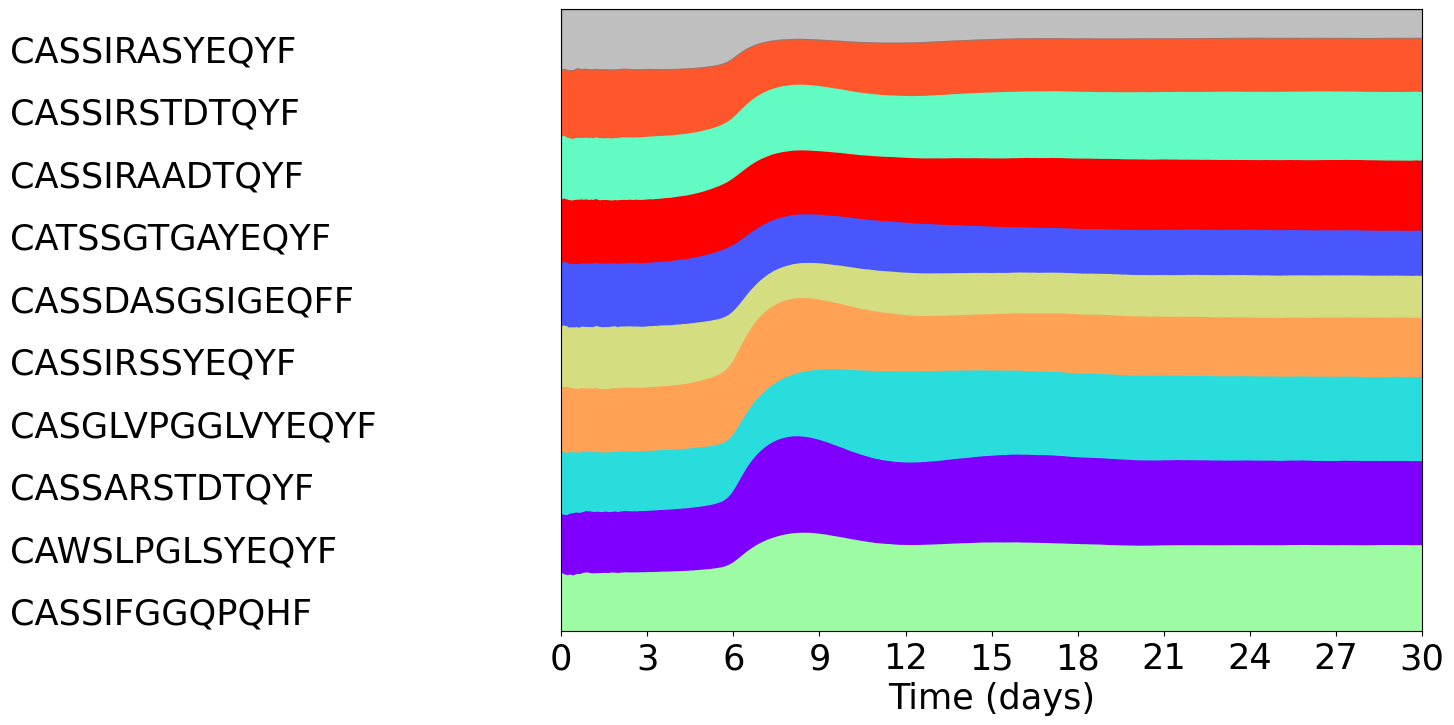 CASSIRASYEQYF
CASSIRSTDTQYF
CASSIRAADTQYF
CATSSGTGAYEQYF
CASSDASGSIGEQFF
CASSIRSSYEQYF
CASGLVPGGLVYEQYF
CASSARSTDTQYF
CAWSLPGLSYEQYF
CASSIFGGQPQHF
0 3 6 9 12 15 18 21 24 27 30
Time (days)